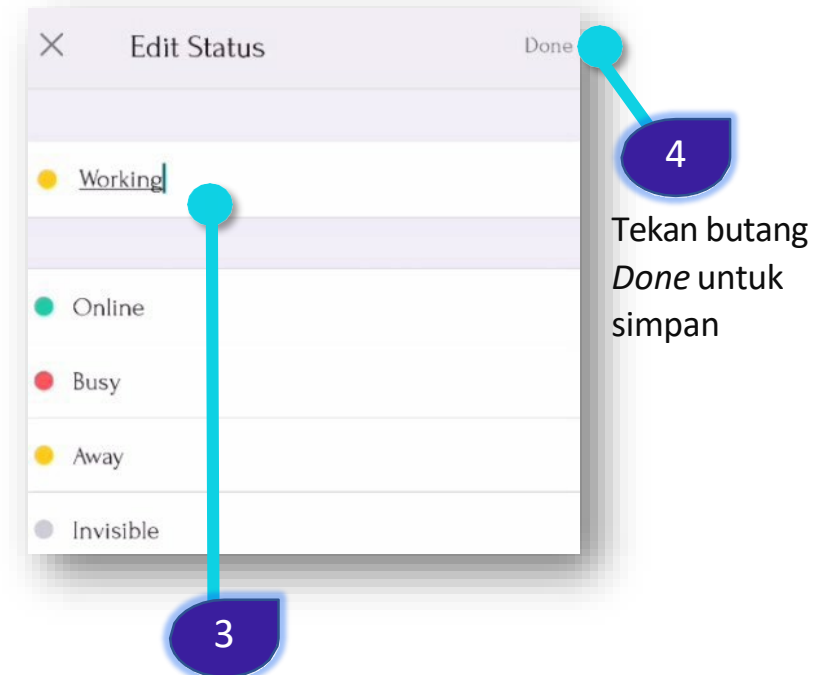 Edit Status
Done
4
Working
Tekan butang
Done untuk
simpan
Online
Busy
Away
Invisible
3